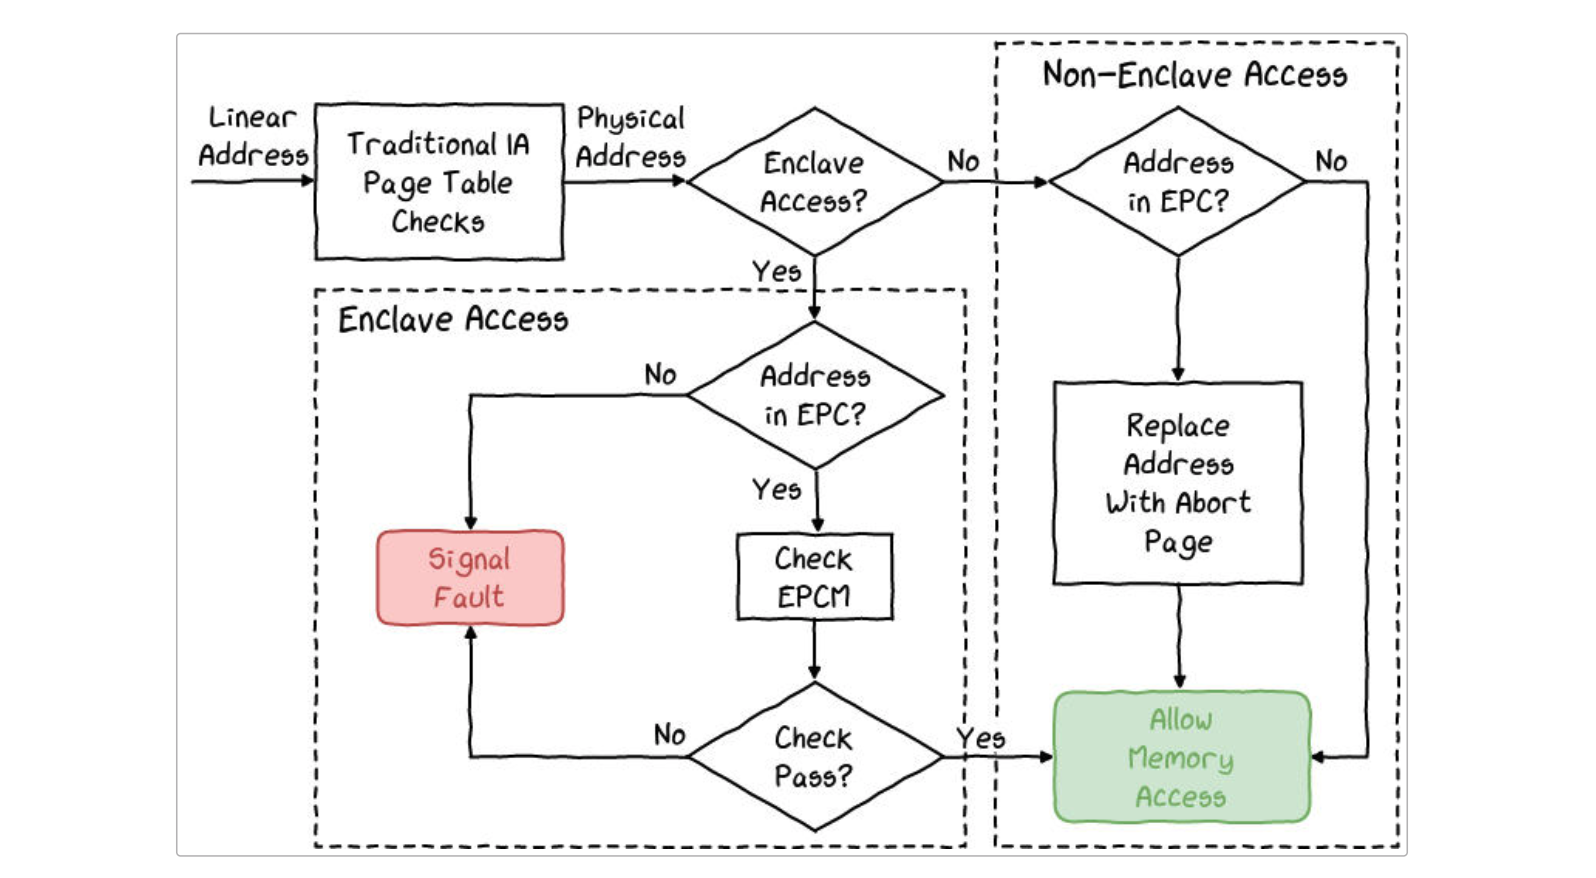 Non-Enclave Access
Linear
Address
Traditional IA
Page Table
Checks
Physical
Address
Enclave
Access?
No
Address
in EPC?
No
Yes
Enclave Access
No
Address
in EPC?
Yes
Replace
Address
With Abort
Page
Signal
Fault
Check
EPCM
No
Check
Pass?
Yes
Allow
Memory
Access